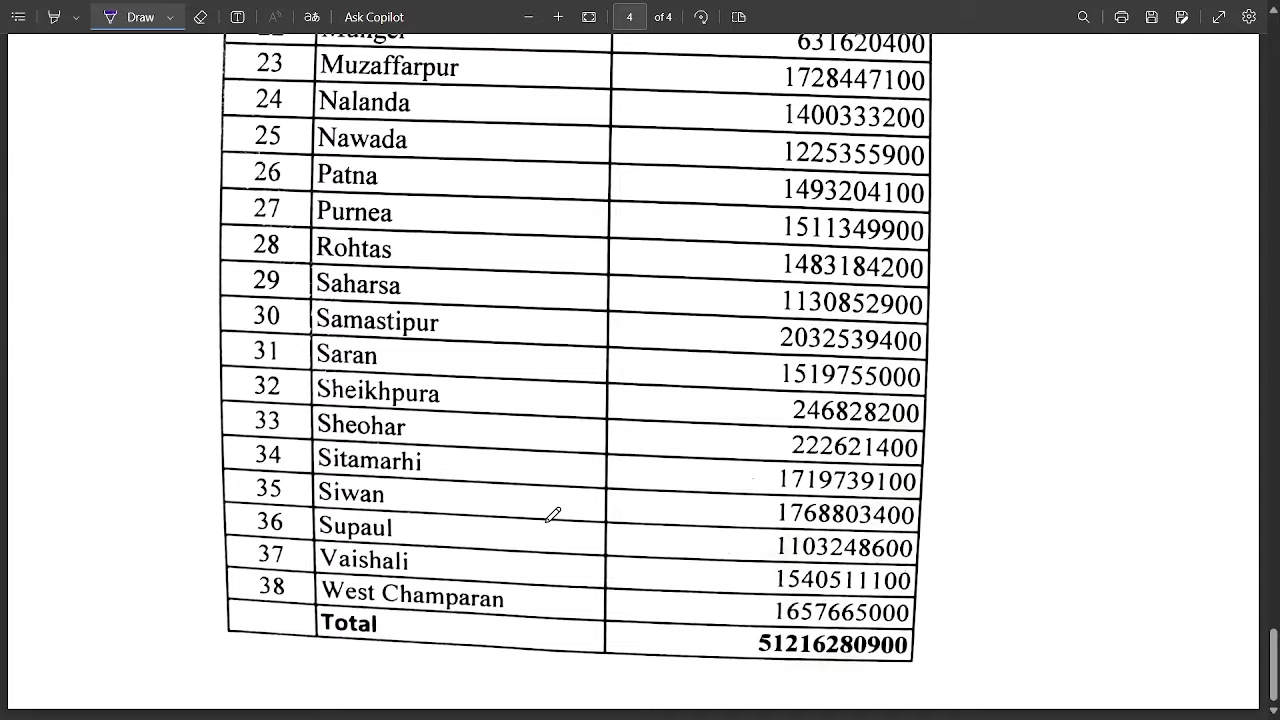 Draw
Ask Copilot
4 of 4
631620400
23 Muzaffarpur 1728447100
24 Nalanda 1400333200
25 Nawada 1225355900
26 Patna 1493204100
27 Purnea 1511349900
28 Rohtas 1483184200
29 Saharsa 1130852900
30 Samastipur 2032539400
31 Saran 1519755000
32 Sheikhpura 246828200
33 Sheohar 222621400
34 Sitamarhi 1719739100
35 Siwan 1768803400
36 Supaul 1103248600
37 Vaishali 1540511100
38 West Champaran 1657665000
Total 51216280900